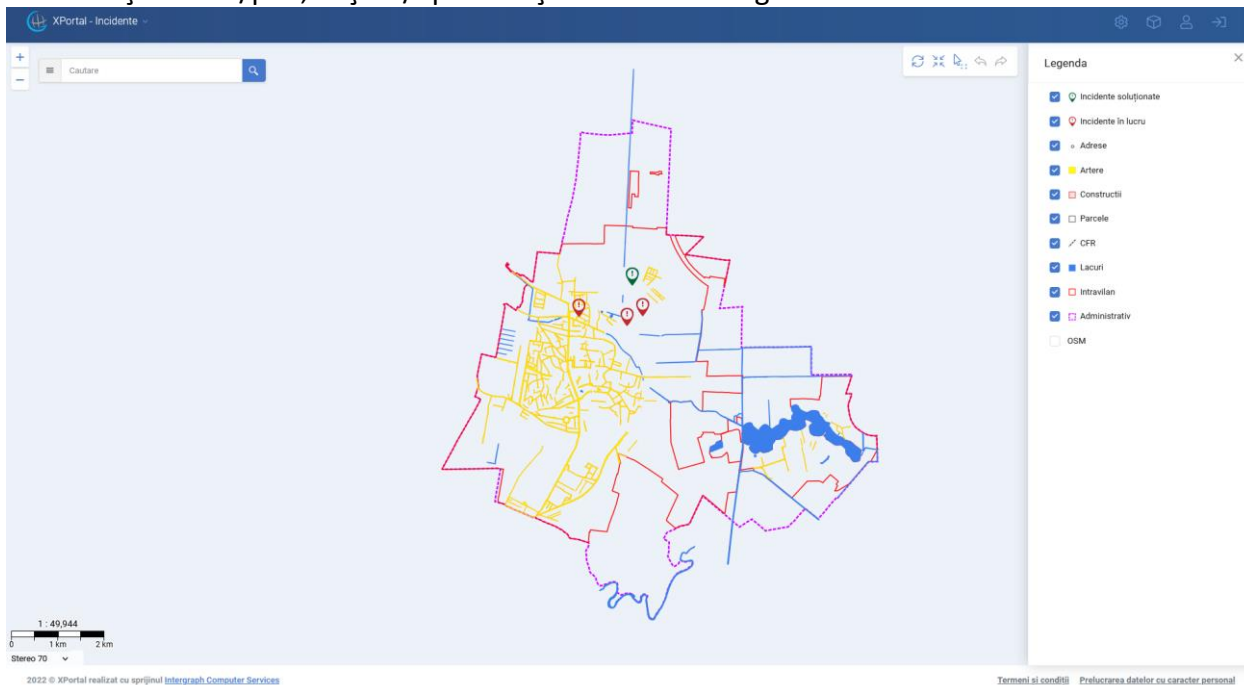 XPortal - Incidente
Cautare
Legenda
Incidente soluționate
Incidente în lucru
Adrese
Artere
Constructii
Parcele
CFR
Lacuri
Intravilan
Administrativ
OSM
1 : 49,944
0 1 km 2 km
Stereo 70
2022 © XPortal realizat cu sprijinul Intergraph Computer Services
Termeni si conditii Prelucrarea datelor cu caracter personal